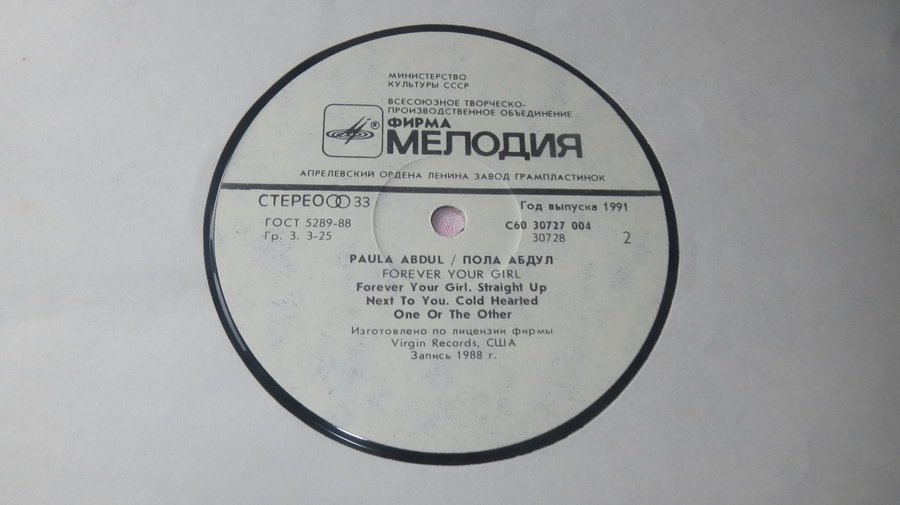 МИНИСТЕРСТВО
КУЛЬТУРЫ СССР
ВСЕСОЮЗНОЕ ТВОРЧЕСКО-
ПРОИЗВОДСТВЕННОЕ ОБЪЕДИНЕНИЕ
®
ФИРМА
МЕЛОДИЯ
АПРЕЛЕВСКИЙ ОРДЕНА ЛЕНИНА ЗАВОД ГРАМПЛАСТИНОК
СТЕРЕО 33
ГОСТ 5289-88
Гр. 3. 3-25
Год выпуска 1991
С60 30727 004
30728
2
PAULA ABDUL / ПОЛА АБДУЛ
FOREVER YOUR GIRL
Forever Your Girl. Straight Up
Next To You. Cold Hearted
One Or The Other
Изготовлено по лицензии фирмы
Virgin Records, США
Запись 1988 г.